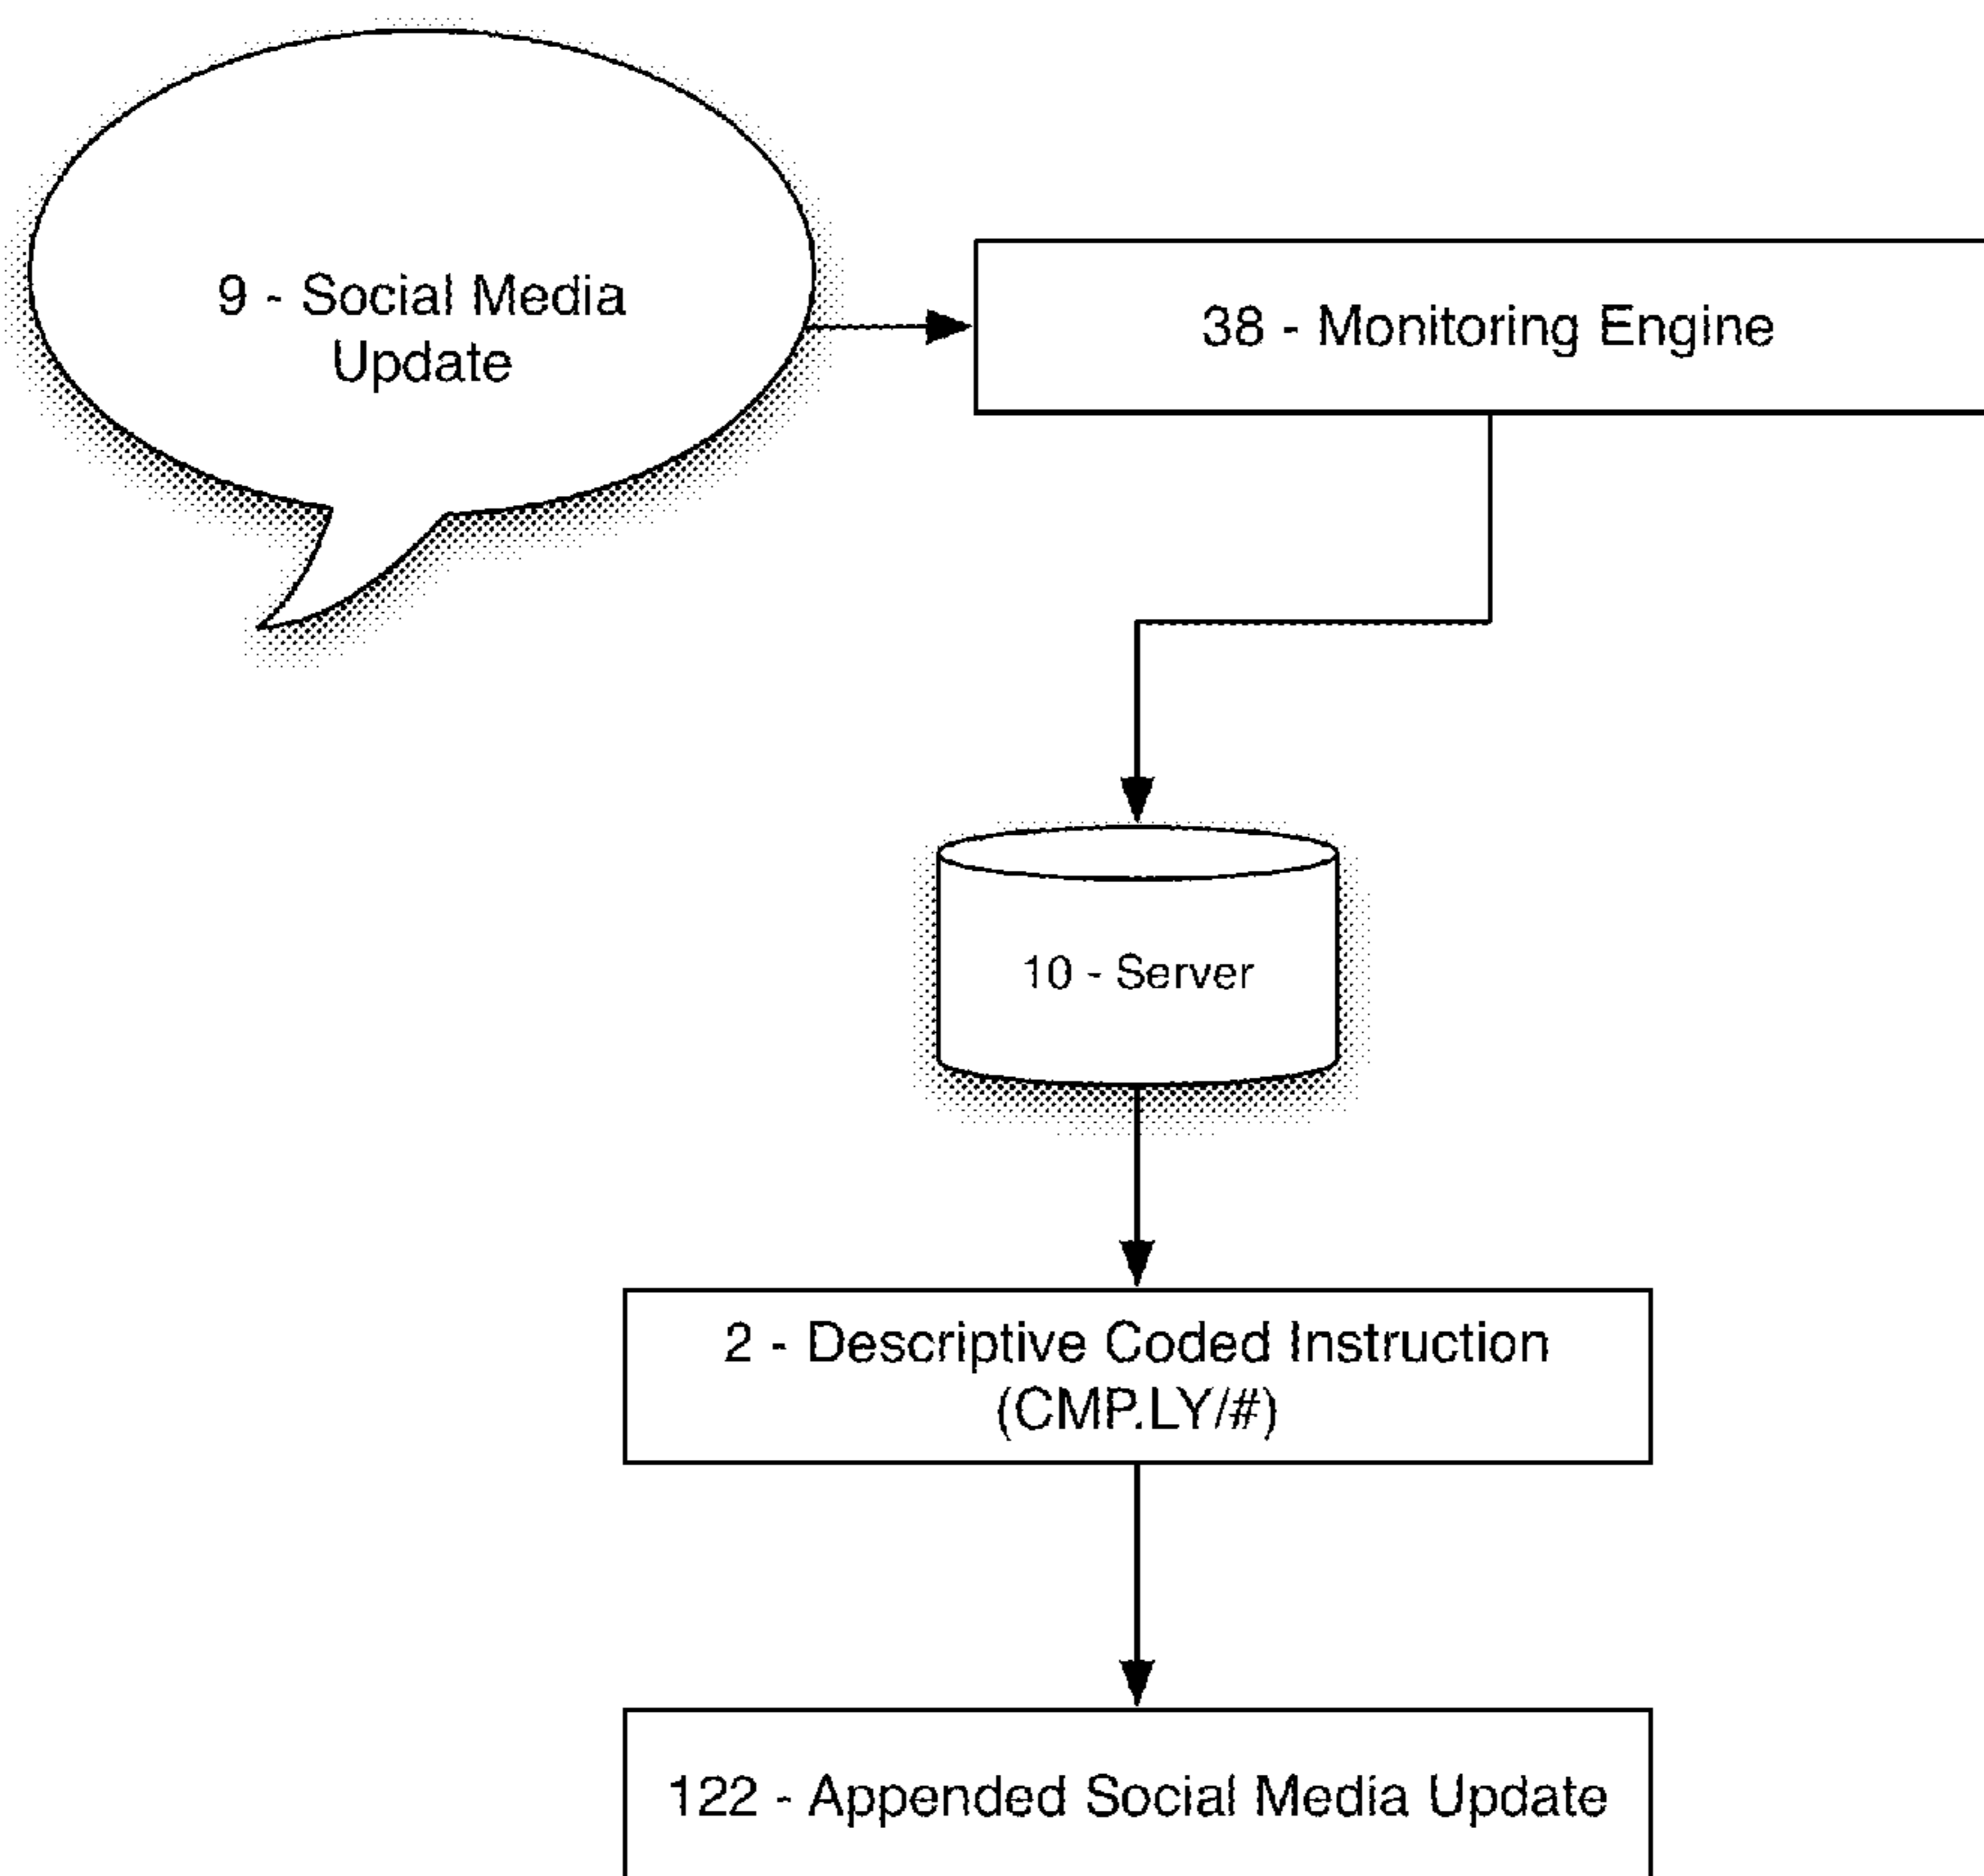 9 - Social Media
Update
38 - Monitoring Engine
10 - Server
2 - Descriptive Coded Instruction
(CMP.LY/#)
122 - Appended Social Media Update